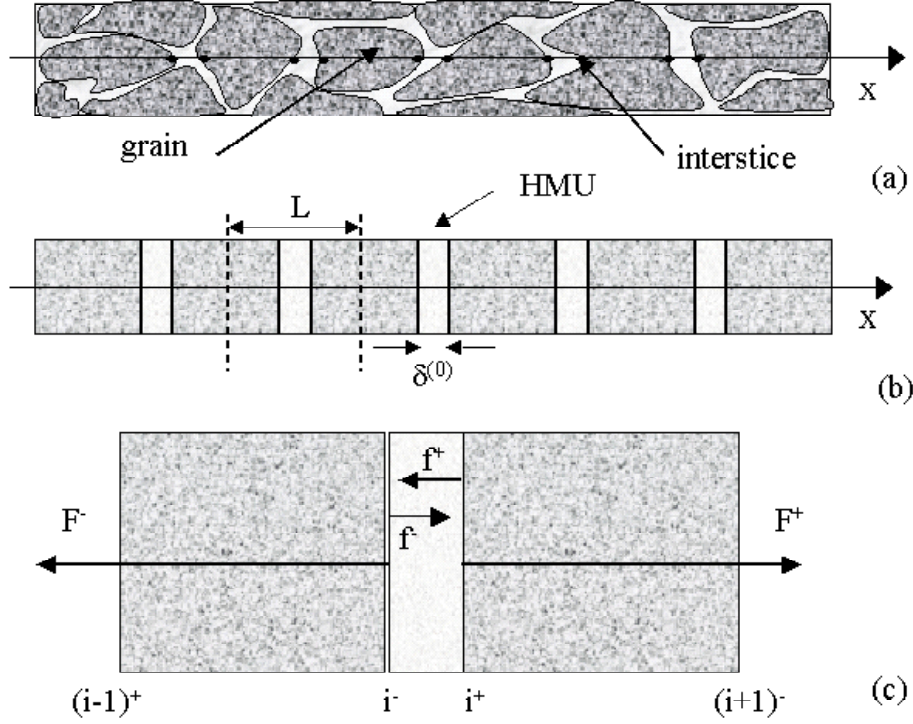 x
grain
interstice
(a)
HMU
L
x
δ(0)
(b)
f+
F-
F+
f-
(i-1)+
i-
i+
(i+1)-
(c)